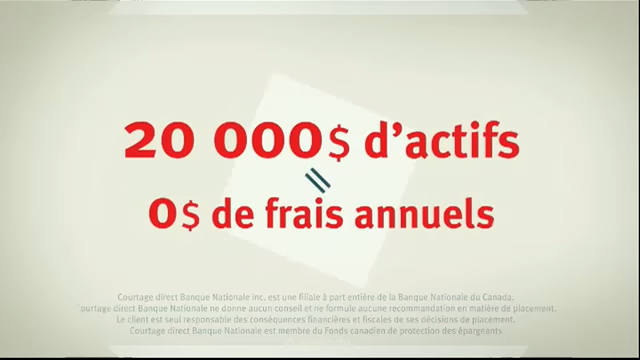 20 000$ d'actifs
=
0$ de frais annuels
Courtage direct Banque Nationale inc. est une filiale à part entière de la Banque Nationale du Canada.
ourtage direct Banque Nationale ne donne aucun conseil et ne formule aucune recommandation en matière de placement.
Le client est seul responsable des conséquences financières et fiscales de ses décisions de placement.
Courtage direct Banque Nationale est membre du Fonds canadien de protection des épargnants